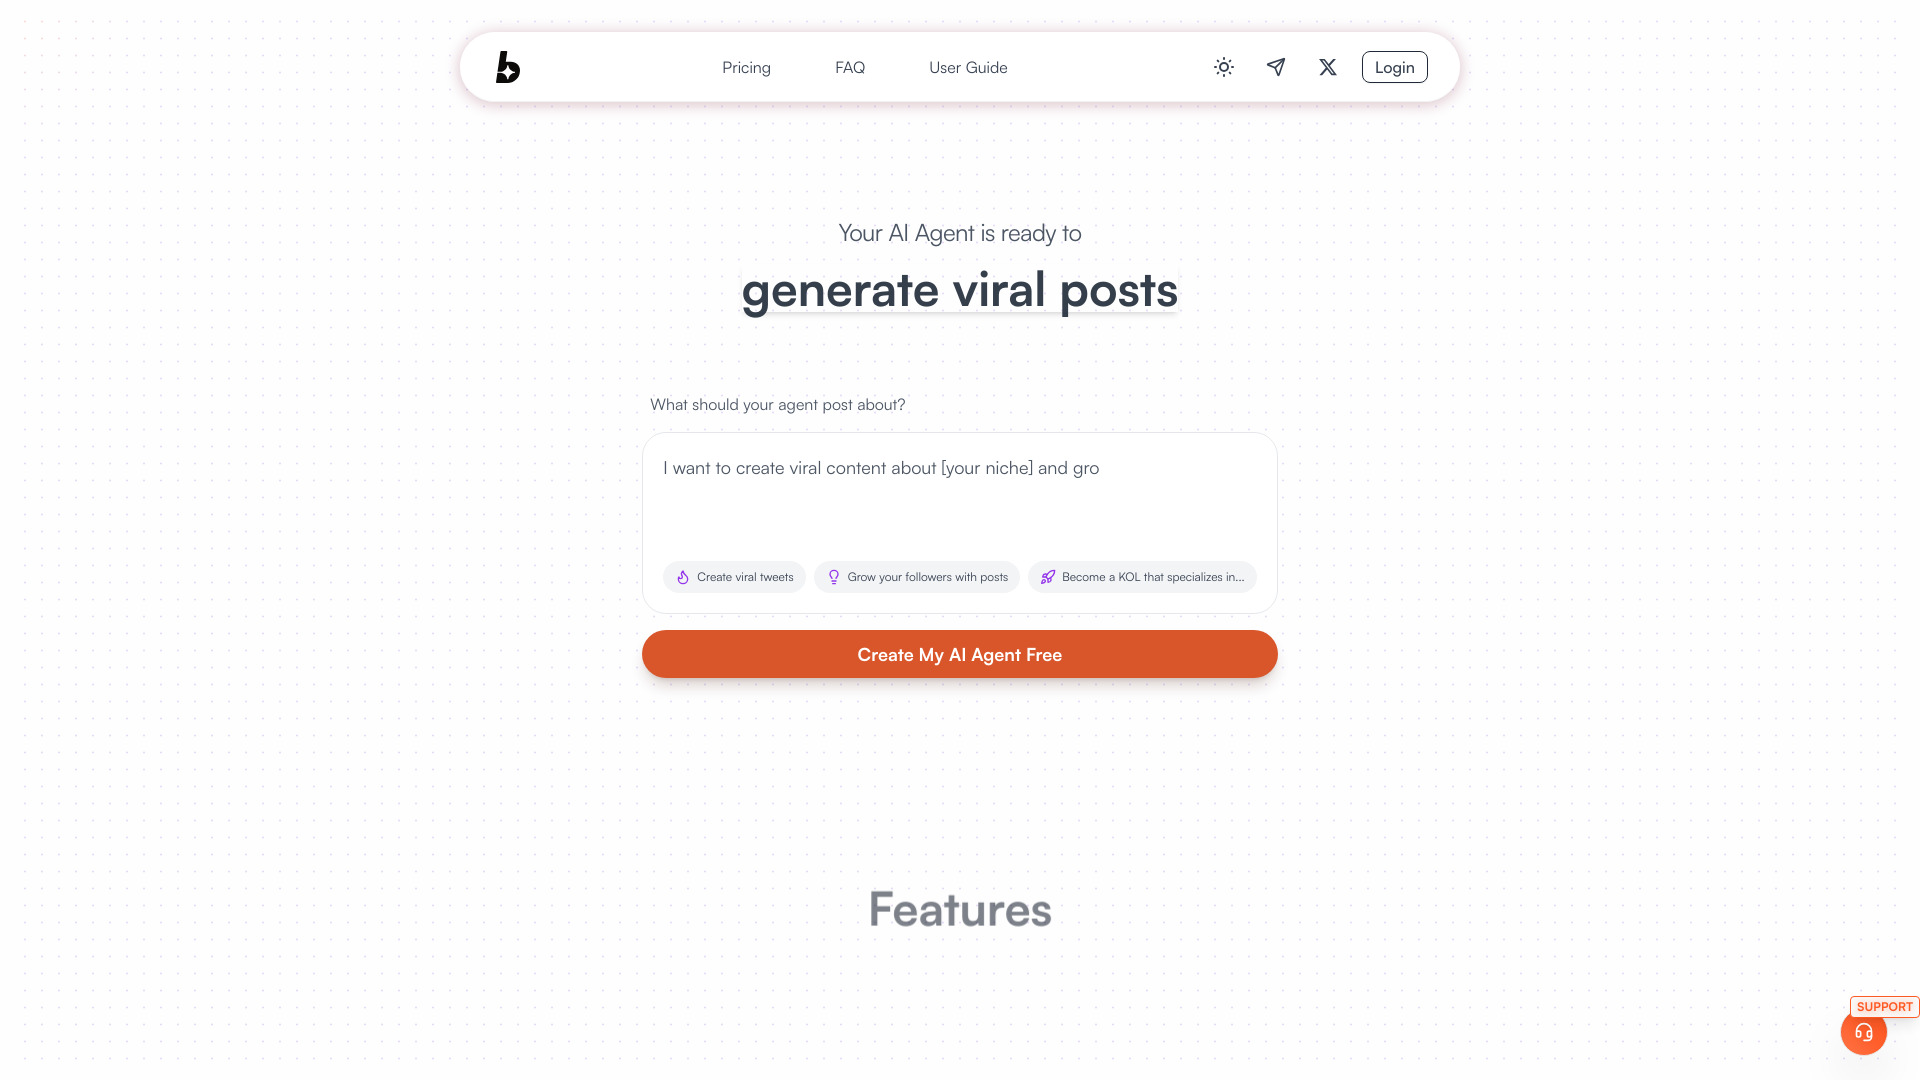 b
Pricing
FAQ
User Guide
Login
Your AI Agent is ready to
generate viral posts
What should your agent post about?
I want to create viral content about [your niche] and gro
Create viral tweets
Grow your followers with posts
Become a KOL that specializes in...
Create My AI Agent Free
Features
SUPPORT